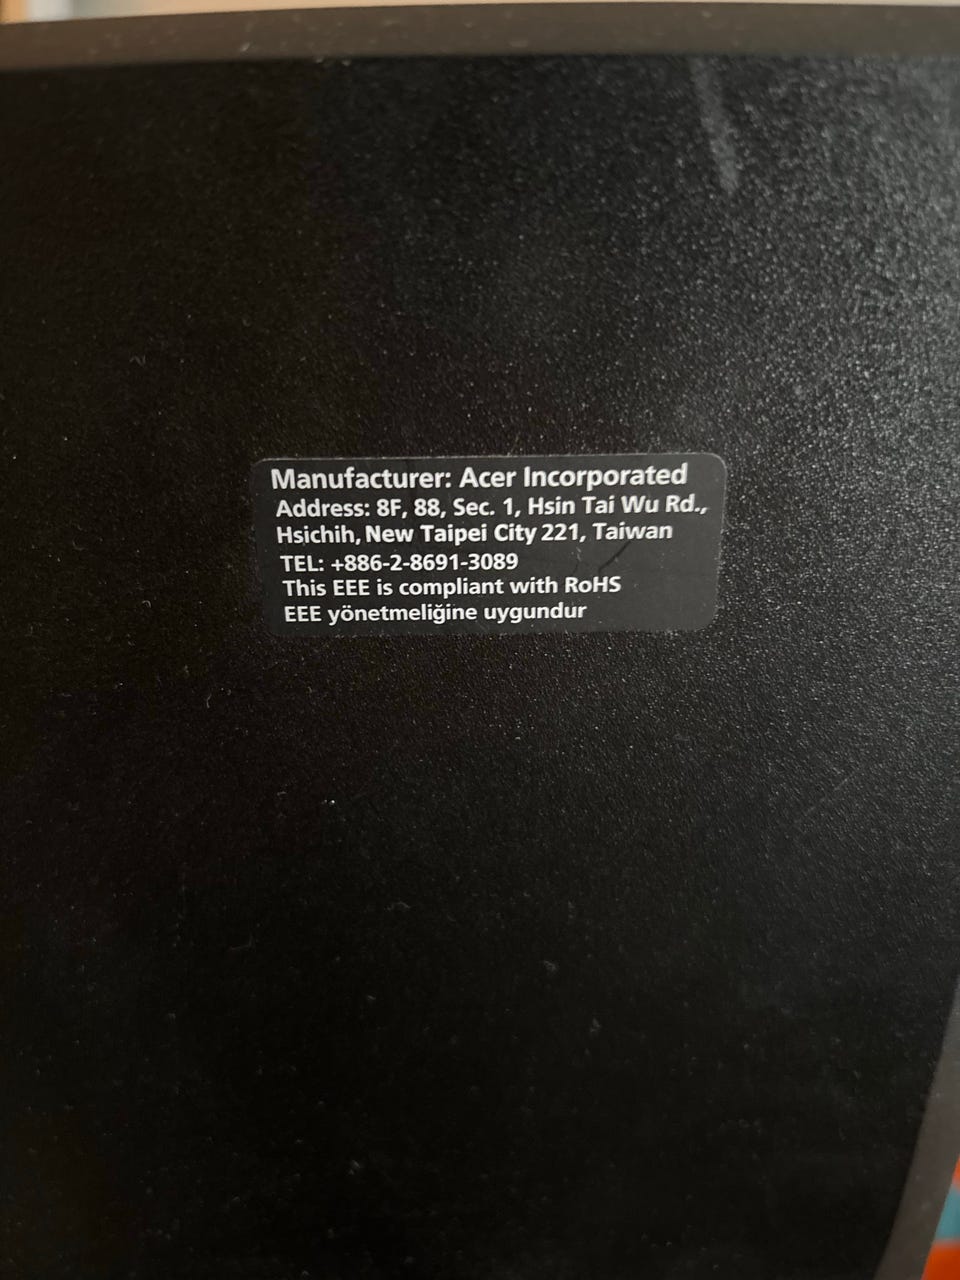 Manufacturer: Acer Incorporated
Address: 8F, 88, Sec. 1, Hsin Tai Wu Rd.,
Hsichih, New Taipei City 221, Taiwan
TEL: +886-2-8691-3089
This EEE is compliant with RoHS
EEE yönetmeliğine uygundur